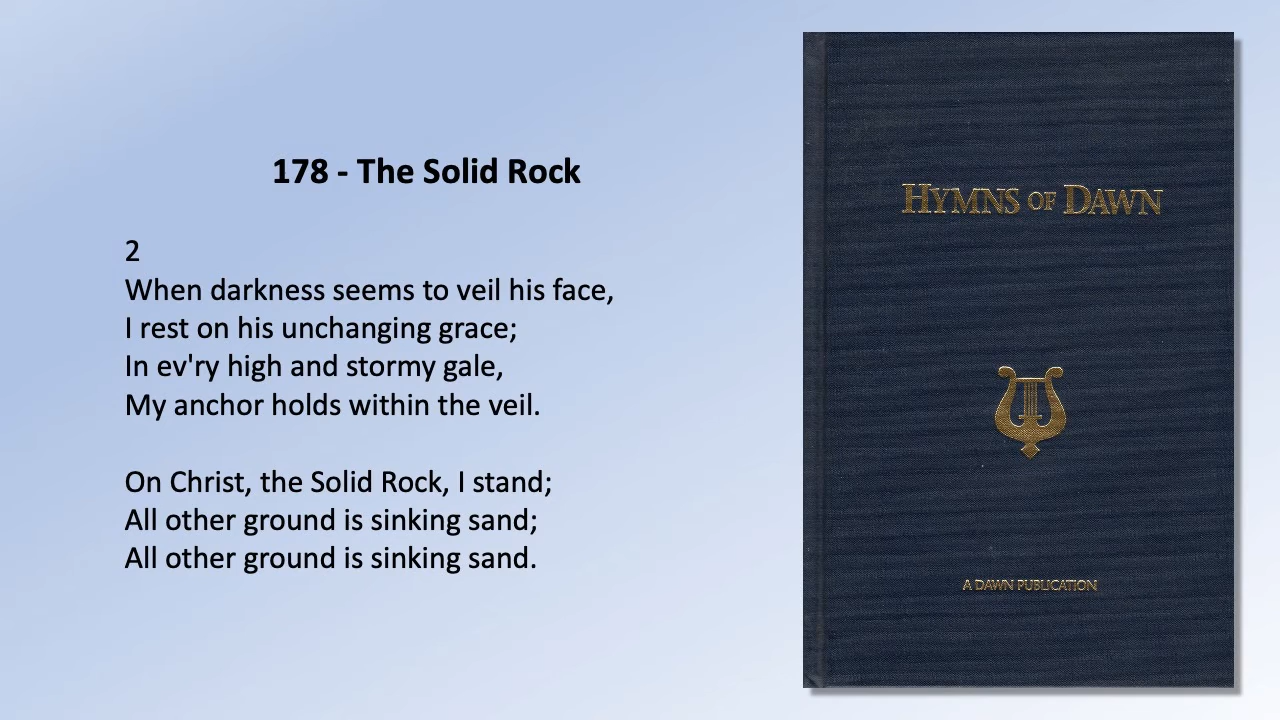 178 - The Solid Rock
2
When darkness seems to veil his face,
I rest on his unchanging grace;
In ev'ry high and stormy gale,
My anchor holds within the veil.
On Christ, the Solid Rock, I stand;
All other ground is sinking sand;
All other ground is sinking sand.
HYMNS OF DAWN
A DAWN PUBLICATION